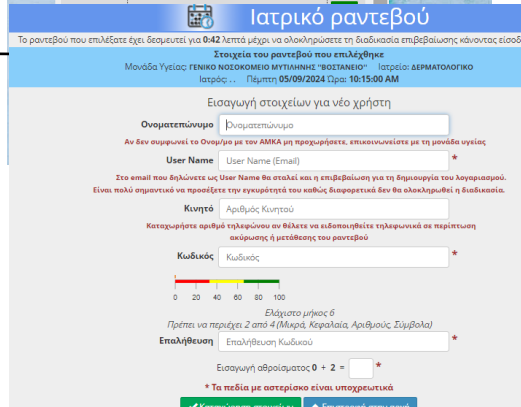 Ιατρικό ραντεβού
Το ραντεβού που επιλέξατε έχει δεσμευτεί για 0:42 λεπτά μέχρι να ολοκληρώσετε τη διαδικασία επιβεβαίωσης κάνοντας είσοδ
Στοιχεία του ραντεβού που επιλέχθηκε
Μονάδα Υγείας: ΓΕΝΙΚΟ ΝΟΣΟΚΟΜΕΙΟ ΜΥΤΙΛΗΝΗΣ "ΒΟΣΤΑΝΕΙΟ" Ιατρείο: ΔΕΡΜΑΤΟΛΟΓΙΚΟ
Ιατρός: . . Πέμπτη 05/09/2024 Ώρα: 10:15:00 AM
Εισαγωγή στοιχείων για νέο χρήστη
Ονοματεπώνυμο Ονοματεπώνυμο
Αν δεν συμφωνεί το Ονομ/μο με τον ΑΜΚΑ μη προχωρήσετε, επικοινωνείστε με τη μονάδα υγείας
User Name User Name (Email) *
Στο email που δηλώνετε ως User Name θα σταλεί και η επιβεβαίωση για τη δημιουργία του λογαριασμού.
Είναι πολύ σημαντικό να προσέξετε την εγκυρότητά του καθώς διαφορετικά δεν θα ολοκληρωθεί η διαδικασία.
Κινητό Αριθμός Κινητού
Καταχωρήστε αριθμό τηλεφώνου αν θέλετε να ειδοποιηθείτε τηλεφωνικά σε περίπτωση
ακύρωσης ή μετάθεσης του ραντεβού
Κωδικός Κωδικός *
0 20 40 60 80 100
Ελάχιστο μήκος 6
Πρέπει να περιέχει 2 από 4 (Μικρά, Κεφαλαία, Αριθμούς, Σύμβολα)
Επαλήθευση Επαλήθευση Κωδικού *
Εισαγωγή αθροίσματος 0 + 2 = *
* Τα πεδία με αστερίσκο είναι υποχρεωτικά
Καταχώρηση στοιχείων Επιστροφή στην αρχή